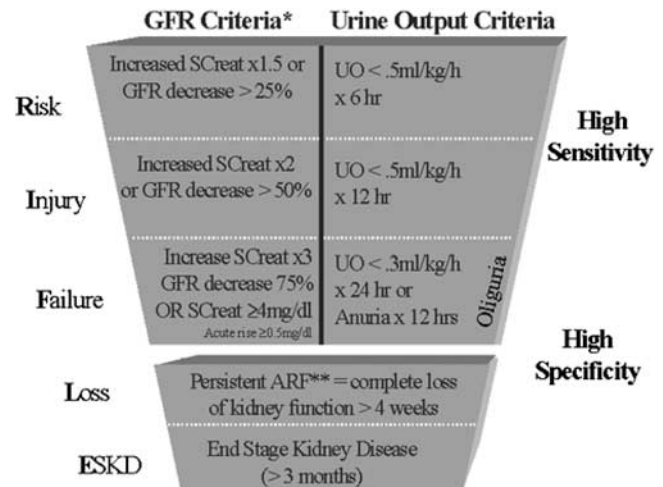 GFR Criteria*
Urine Output Criteria
Risk
Increased SCreat x1.5 or
GFR decrease > 25%
UO < .5ml/kg/h
x 6 hr
High
Sensitivity
Injury
Increased SCreat x2
or GFR decrease > 50%
UO < .5ml/kg/h
x 12 hr
Failure
Increase SCreat x3
GFR decrease 75%
OR SCreat ≥4mg/dl
Acute rise ≥0.5mg/dl
UO < .3ml/kg/h
x 24 hr or
Anuria x 12 hrs
Oliguria
High
Specificity
Loss
Persistent ARF** = complete loss
of kidney function > 4 weeks
ESKD
End Stage Kidney Disease
(> 3 months)